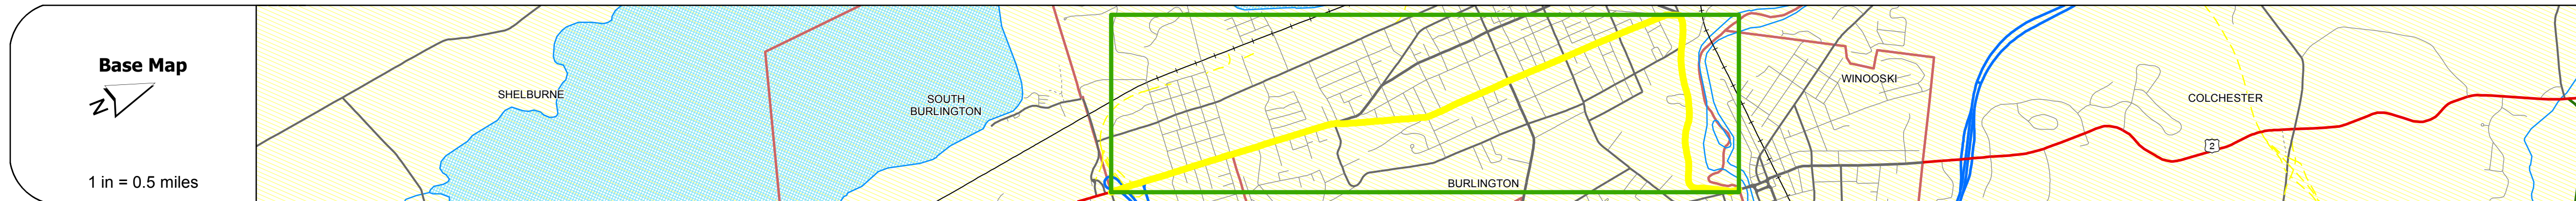 Base Map
N
1 in = 0.5 miles
SHELBURNE
SOUTH
BURLINGTON
BURLINGTON
WINOOSKI
COLCHESTER
2